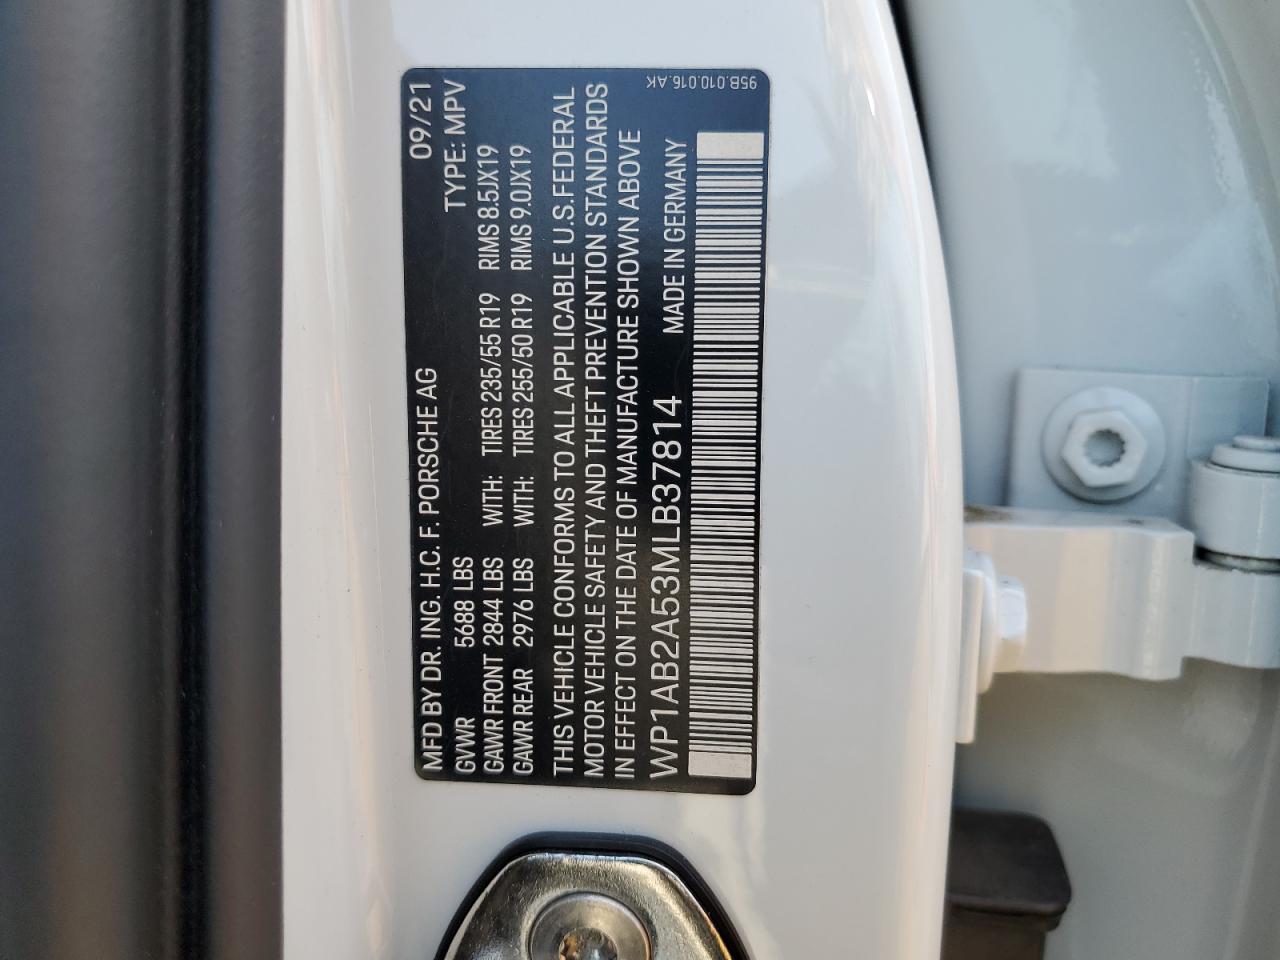 MFD BY DR. ING. H.C. F. PORSCHE AG 09/21
GVWR 5688 LBS TYPE: MPV
GAWR FRONT 2844 LBS WITH: TIRES 235/55 R19 RIMS 8.5JX19
GAWR REAR 2976 LBS WITH: TIRES 255/50 R19 RIMS 9.0JX19
THIS VEHICLE CONFORMS TO ALL APPLICABLE U.S.FEDERAL
MOTOR VEHICLE SAFETY AND THEFT PREVENTION STANDARDS
IN EFFECT ON THE DATE OF MANUFACTURE SHOWN ABOVE
WP1AB2A53MLB37814 MADE IN GERMANY
95B.010.016.AK